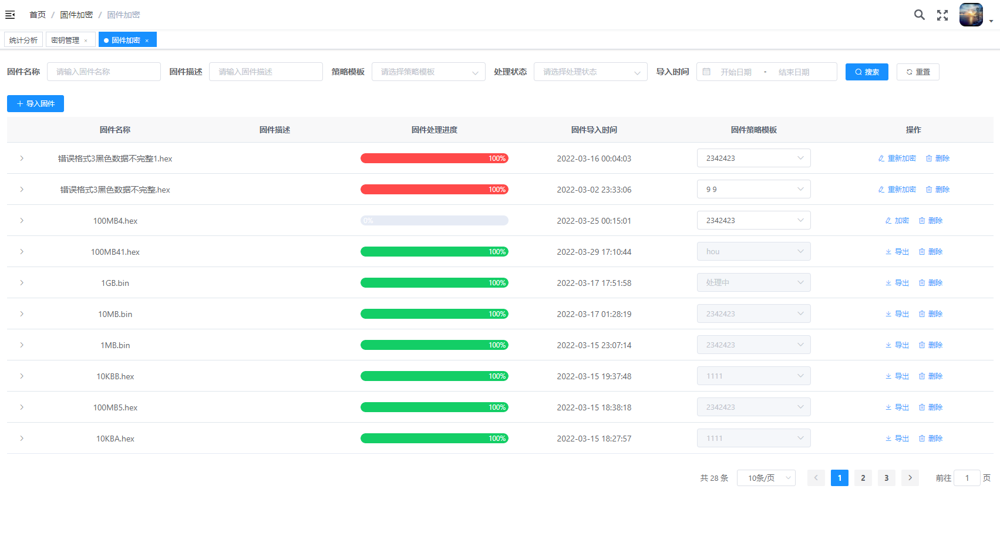 首页 / 固件加密 / 固件加密
统计分析 密钥管理 × 固件加密 ×
固件名称 请输入固件名称 固件描述 请输入固件描述 策略模板 请选择策略模板 处理状态 请选择处理状态 导入时间 开始日期 - 结束日期 搜索 重置
+ 导入固件
固件名称 固件描述 固件处理进度 固件导入时间 固件策略模板 操作
错误格式3黑色数据不完整1.hex 100% 2022-03-16 00:04:03 2342423 重新加密 删除
错误格式3黑色数据不完整.hex 100% 2022-03-02 23:33:06 9 9 重新加密 删除
100MB4.hex 0% 2022-03-25 00:15:01 2342423 加密 删除
100MB41.hex 100% 2022-03-29 17:10:44 hou 导出 删除
1GB.bin 100% 2022-03-17 17:51:58 处理中 导出 删除
10MB.bin 100% 2022-03-17 01:28:19 2342423 导出 删除
1MB.bin 100% 2022-03-15 23:07:14 2342423 导出 删除
10KBB.hex 100% 2022-03-15 19:37:48 1111 导出 删除
100MB5.hex 100% 2022-03-15 18:38:18 2342423 导出 删除
10KBA.hex 100% 2022-03-15 18:27:57 1111 导出 删除
共 28 条 10条/页 1 2 3 前往 1 页